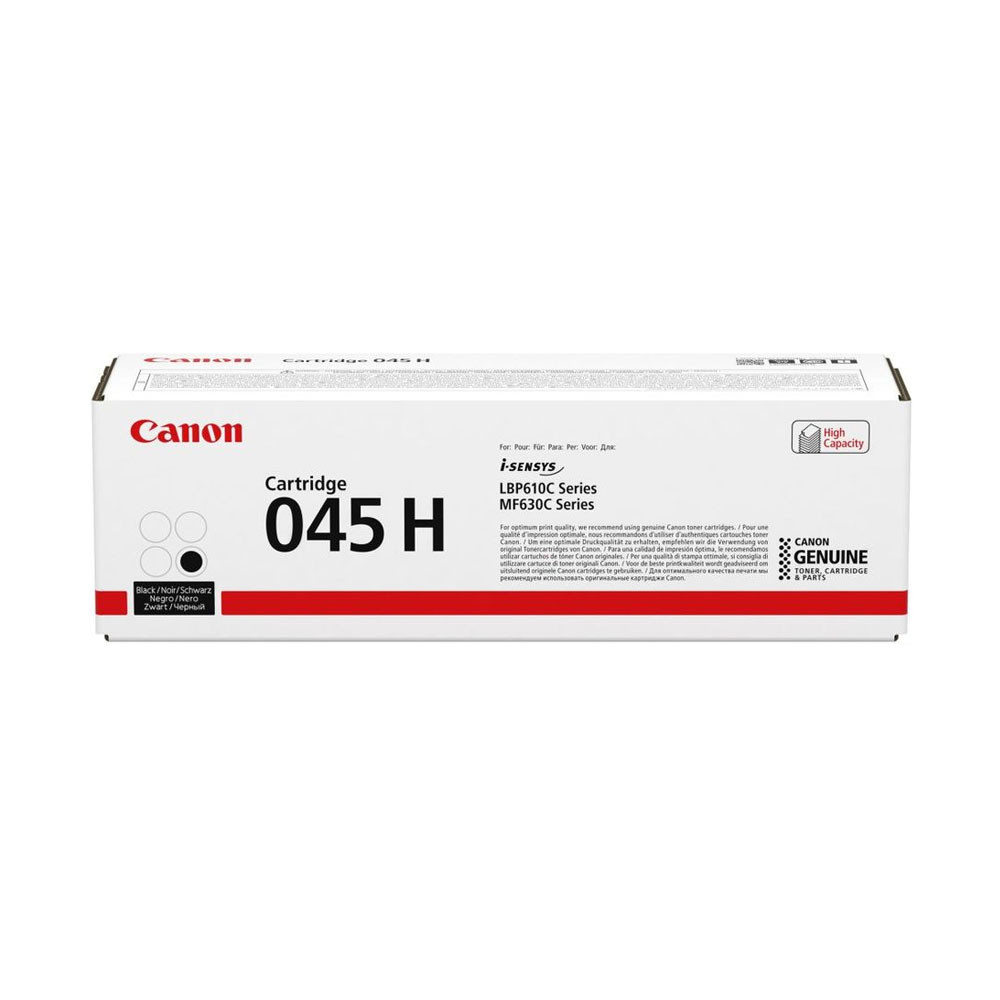 Canon Cartridge 045 H
Canon
High
Capacity
For: Pour: Für: Para: Per: Voor: Для:
i-SENSYS
LBP610C Series
MF630C Series
Cartridge
045 H
For optimum print quality, we recommend using genuine Canon toner cartridges. / Pour une
qualité d'impression optimale, nous recommandons d'utiliser d'authentiques cartouches toner
Canon. / Um eine optimale Druckqualität zu erhalten, empfehlen wir die Verwendung von
original Tonercartridges von Canon. / Para una calidad de impresión óptima, le recomendamos
utilizar cartuchos de tóner Canon originales. / Per una qualità di stampa ottimale, si consiglia di
utilizzare cartucce di toner originali Canon. / Voor de beste printkwaliteit wordt geadviseerd om
uitsluitend originele Canon cartridges te gebruiken. / Для оптимального качества печати мы
рекомендуем использовать оригинальные картриджи Canon.
CANON
GENUINE
TONER, CARTRIDGE
& PARTS
Black/Noir/Schwarz
Negro/Nero
Zwart/Черный